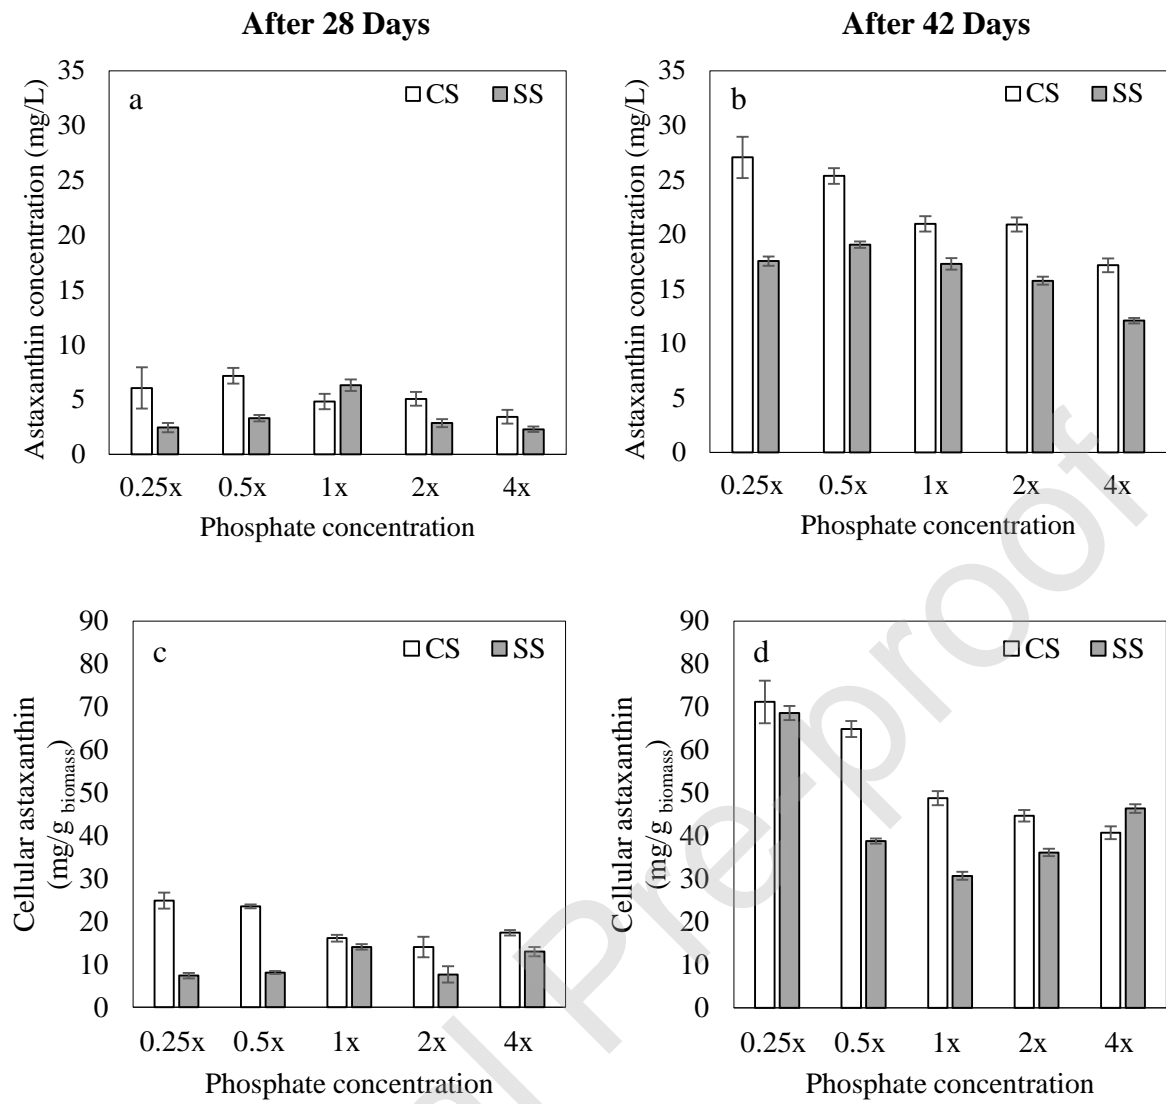 After 28 Days
After 42 Days
a
CS SS
35
30
25
20
15
10
5
0
Astaxanthin concentration (mg/L)
0.25x 0.5x 1x 2x 4x
Phosphate concentration
b
CS SS
35
30
25
20
15
10
5
0
Astaxanthin concentration (mg/L)
0.25x 0.5x 1x 2x 4x
Phosphate concentration
c
CS SS
90
80
70
60
50
40
30
20
10
0
Cellular astaxanthin
(mg/g biomass)
0.25x 0.5x 1x 2x 4x
Phosphate concentration
d
CS SS
90
80
70
60
50
40
30
20
10
0
Cellular astaxanthin
(mg/g biomass)
0.25x 0.5x 1x 2x 4x
Phosphate concentration
al Pre-proof